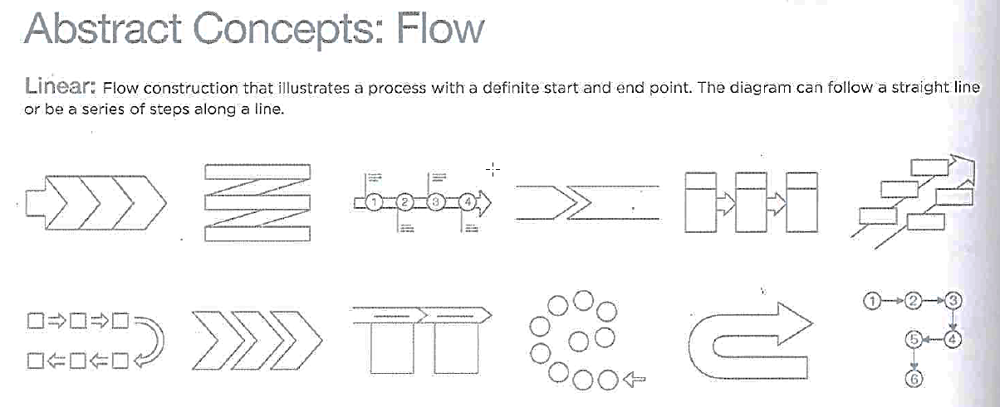 Abstract Concepts: Flow
Linear: Flow construction that illustrates a process with a definite start and end point. The diagram can follow a straight line
or be a series of steps along a line.
1 2 3 4
1 2 3
5 4
6